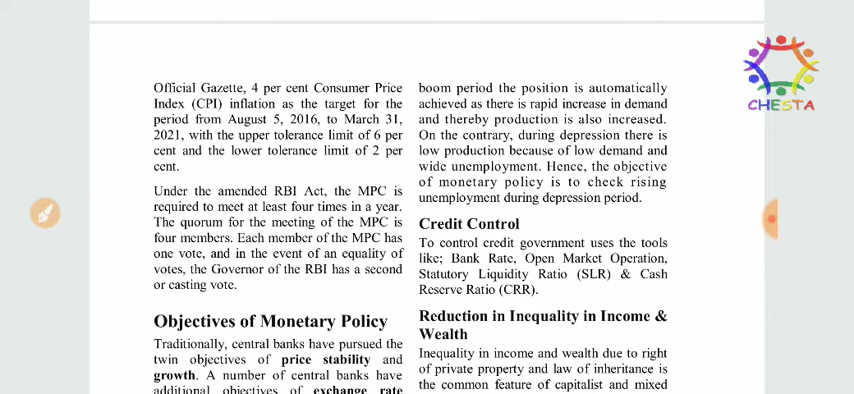 Official Gazette, 4 per cent Consumer Price
Index (CPI) inflation as the target for the
period from August 5, 2016, to March 31,
2021, with the upper tolerance limit of 6 per
cent and the lower tolerance limit of 2 per
cent.
Under the amended RBI Act, the MPC is
required to meet at least four times in a year.
The quorum for the meeting of the MPC is
four members. Each member of the MPC has
one vote, and in the event of an equality of
votes, the Governor of the RBI has a second
or casting vote.
Objectives of Monetary Policy
Traditionally, central banks have pursued the
twin objectives of price stability and
growth. A number of central banks have
additional objectives of exchange rate
boom period the position is automatically
achieved as there is rapid increase in demand
and thereby production is also increased.
On the contrary, during depression there is
low production because of low demand and
wide unemployment. Hence, the objective
of monetary policy is to check rising
unemployment during depression period.
Credit Control
To control credit government uses the tools
like; Bank Rate, Open Market Operation,
Statutory Liquidity Ratio (SLR) & Cash
Reserve Ratio (CRR).
Reduction in Inequality in Income &
Wealth
Inequality in income and wealth due to right
of private property and law of inheritance is
the common feature of capitalist and mixed
CHESTA